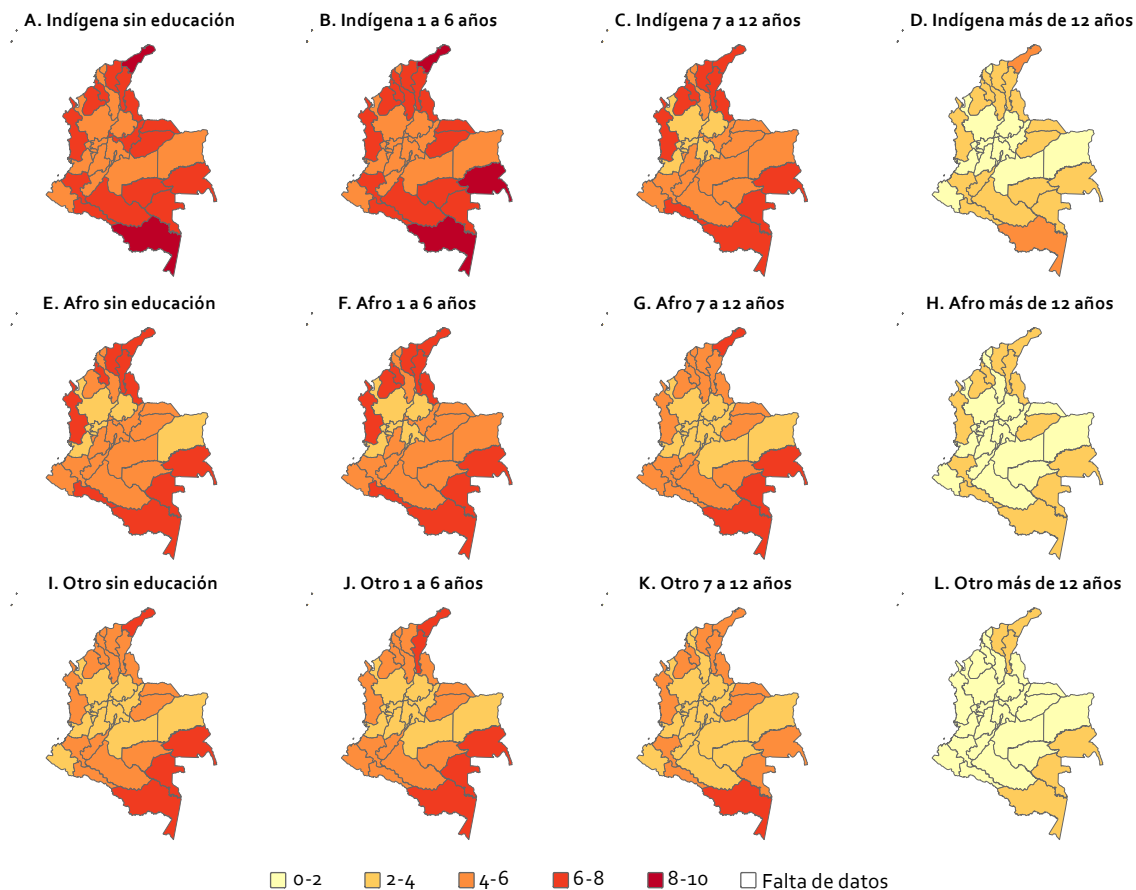 A. Indígena sin educación
B. Indígena 1 a 6 años
C. Indígena 7 a 12 años
D. Indígena más de 12 años
E. Afro sin educación
F. Afro 1 a 6 años
G. Afro 7 a 12 años
H. Afro más de 12 años
I. Otro sin educación
J. Otro 1 a 6 años
K. Otro 7 a 12 años
L. Otro más de 12 años
0-2 2-4 4-6 6-8 8-10 Falta de datos